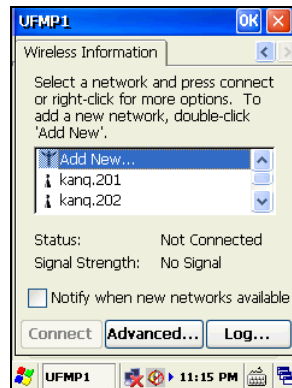 UFMP1
OK
Wireless Information
Select a network and press connect
or right-click for more options. To
add a new network, double-click
'Add New'.
Add New...
kanq.201
kanq.202
Status: Not Connected
Signal Strength: No Signal
Notify when new networks available
Connect Advanced... Log...
UFMP1 11:15 PM